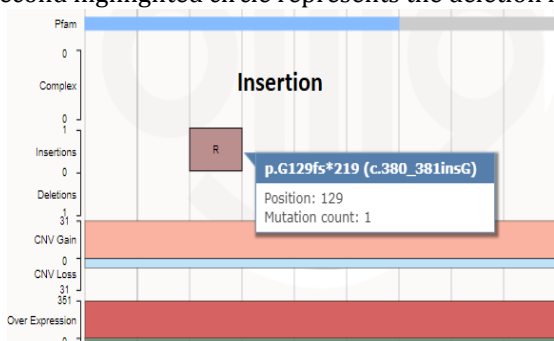 Pfam
0
Complex
Insertion
0
1
Insertions
R
p.G129fs*219 (c.380_381insG)
0
Position: 129
Deletions
Mutation count: 1
1
31
CNV Gain
0
CNV Loss
31
351
Over Expression
0